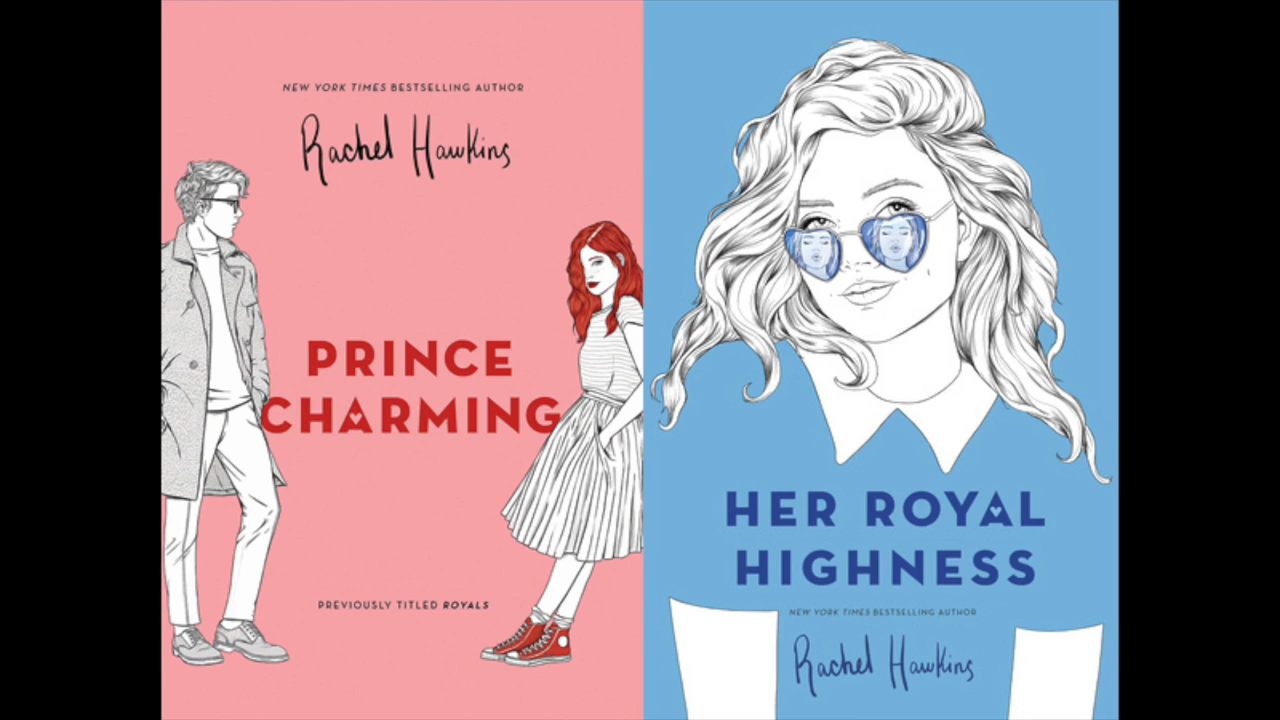 NEW YORK TIMES BESTSELLING AUTHOR
Rachel Hawkins
PRINCE
CHARMING
PREVIOUSLY TITLED ROYALS
HER ROYAL
HIGHNESS
NEW YORK TIMES BESTSELLING AUTHOR
Rachel Hawkins